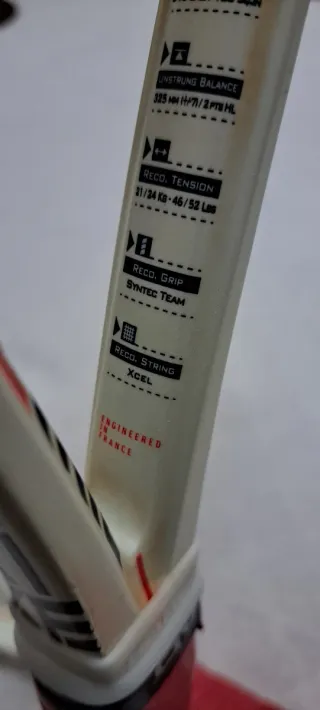 UNSTRUNG BALANCE
325 MM (+/-7) / 2 PTS HL
RECO. TENSION
21/24 KG - 46/52 LBS
RECO. GRIP
SYNTEC TEAM
RECO. STRING
XCEL
ENGINEERED
IN
FRANCE